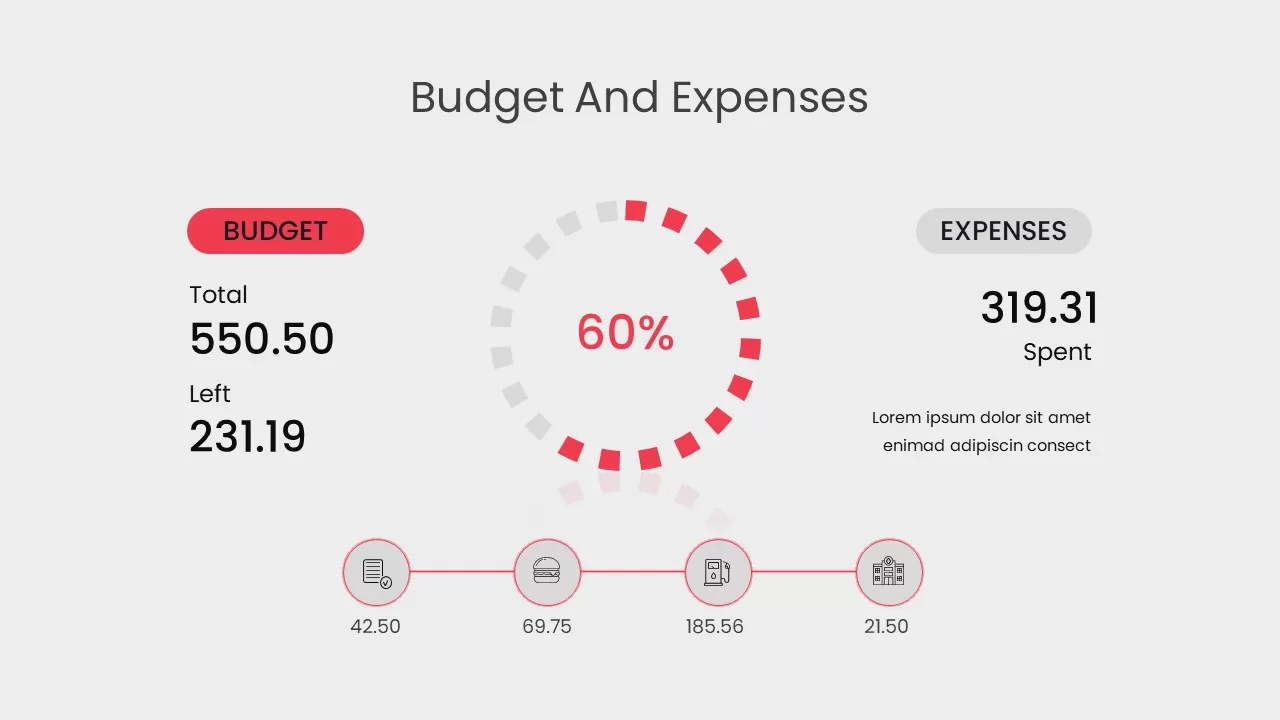 Budget And Expenses
BUDGET
Total
550.50
Left
231.19
60%
EXPENSES
319.31
Spent
Lorem ipsum dolor sit amet
enimad adipiscin consect
42.50
69.75
185.56
21.50